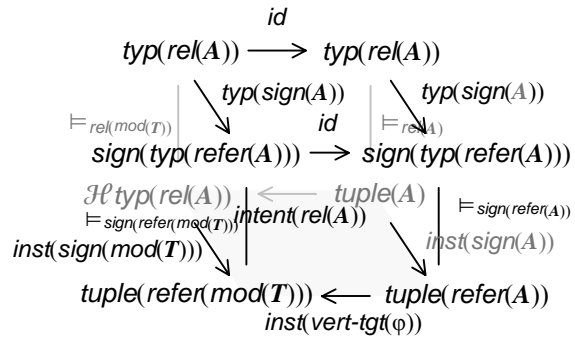 id
typ(rel(A)) typ(rel(A))
typ(sign(A)) typ(sign(A))
⊨rel(mod(T)) id ⊨rel(A)
sign(typ(refer(A))) sign(typ(refer(A)))
ℋtyp(rel(A)) tuple(A)
⊨sign(refer(mod(T))) intent(rel(A)) ⊨sign(refer(A))
inst(sign(mod(T))) inst(sign(A))
tuple(refer(mod(T))) tuple(refer(A))
inst(vert-tgt(φ))